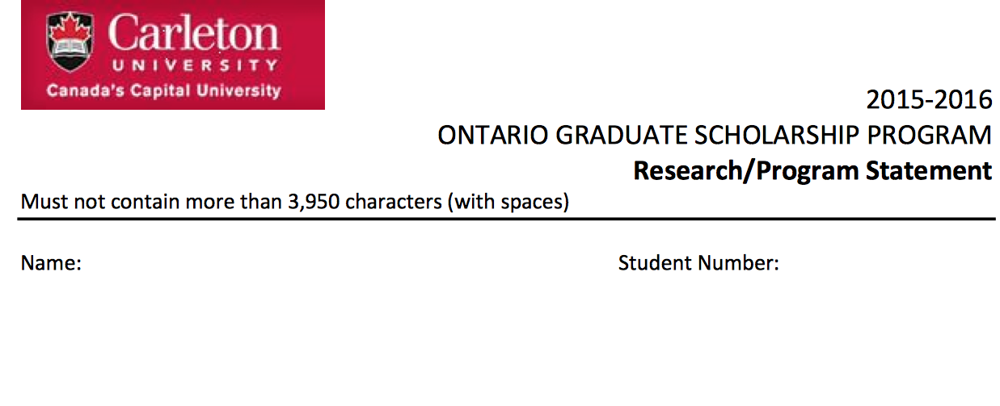 Carleton
UNIVERSITY
Canada's Capital University
2015-2016
ONTARIO GRADUATE SCHOLARSHIP PROGRAM
Research/Program Statement
Must not contain more than 3,950 characters (with spaces)
Name: Student Number: